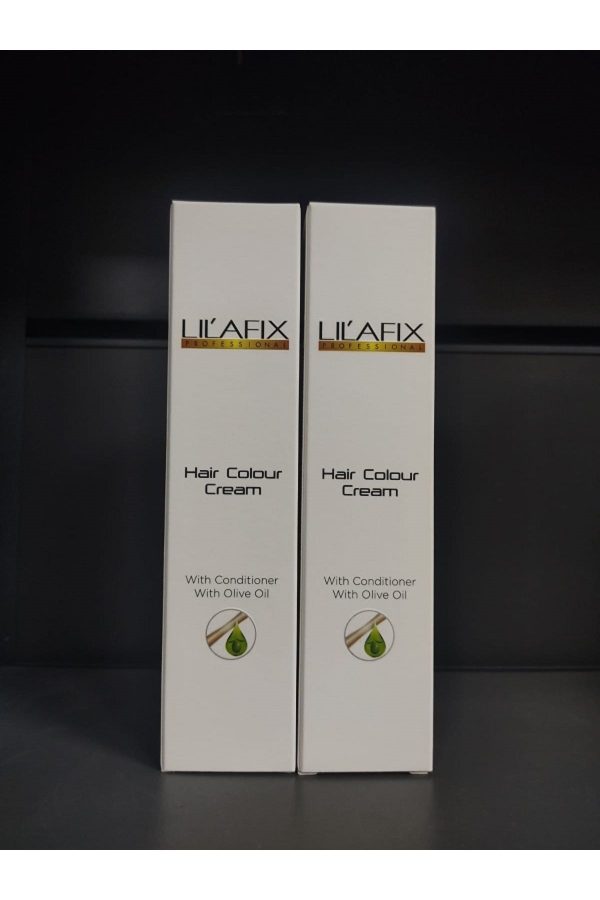 LIL'AFIX
PROFESSIONAL
Hair Colour
Cream
With Conditioner
With Olive Oil
LIL'AFIX
PROFESSIONAL
Hair Colour
Cream
With Conditioner
With Olive Oil